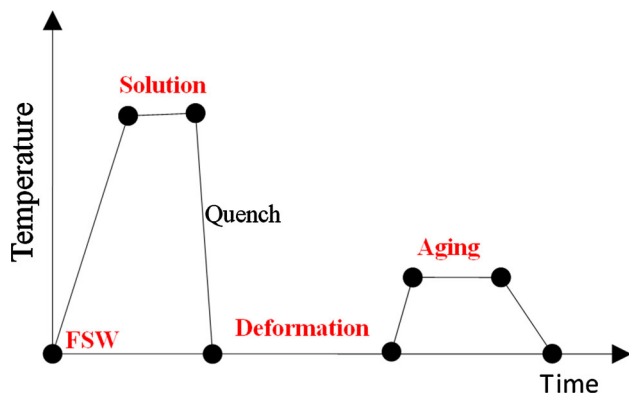 Solution
Temperature
Quench
Aging
FSW
Deformation
Time